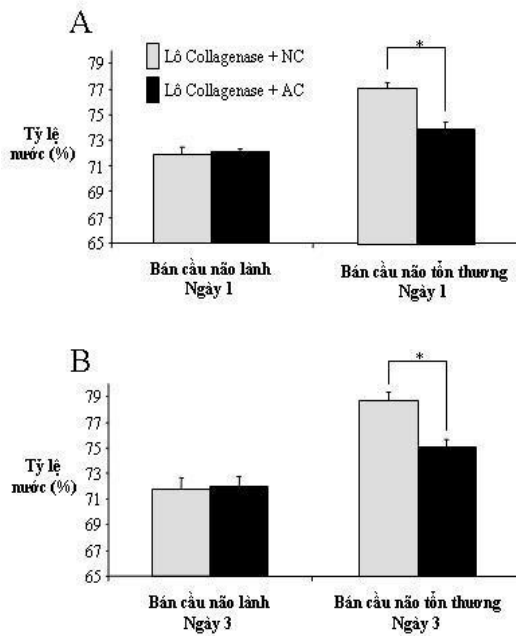 A
*
Lô Collagenase + NC
Lô Collagenase + AC
Tỷ lệ
nước (%)
79
77
75
73
71
69
67
65
Bán cầu não lành
Ngày 1
Bán cầu não tổn thương
Ngày 1
B
*
Tỷ lệ
nước (%)
79
77
75
73
71
69
67
65
Bán cầu não lành
Ngày 3
Bán cầu não tổn thương
Ngày 3